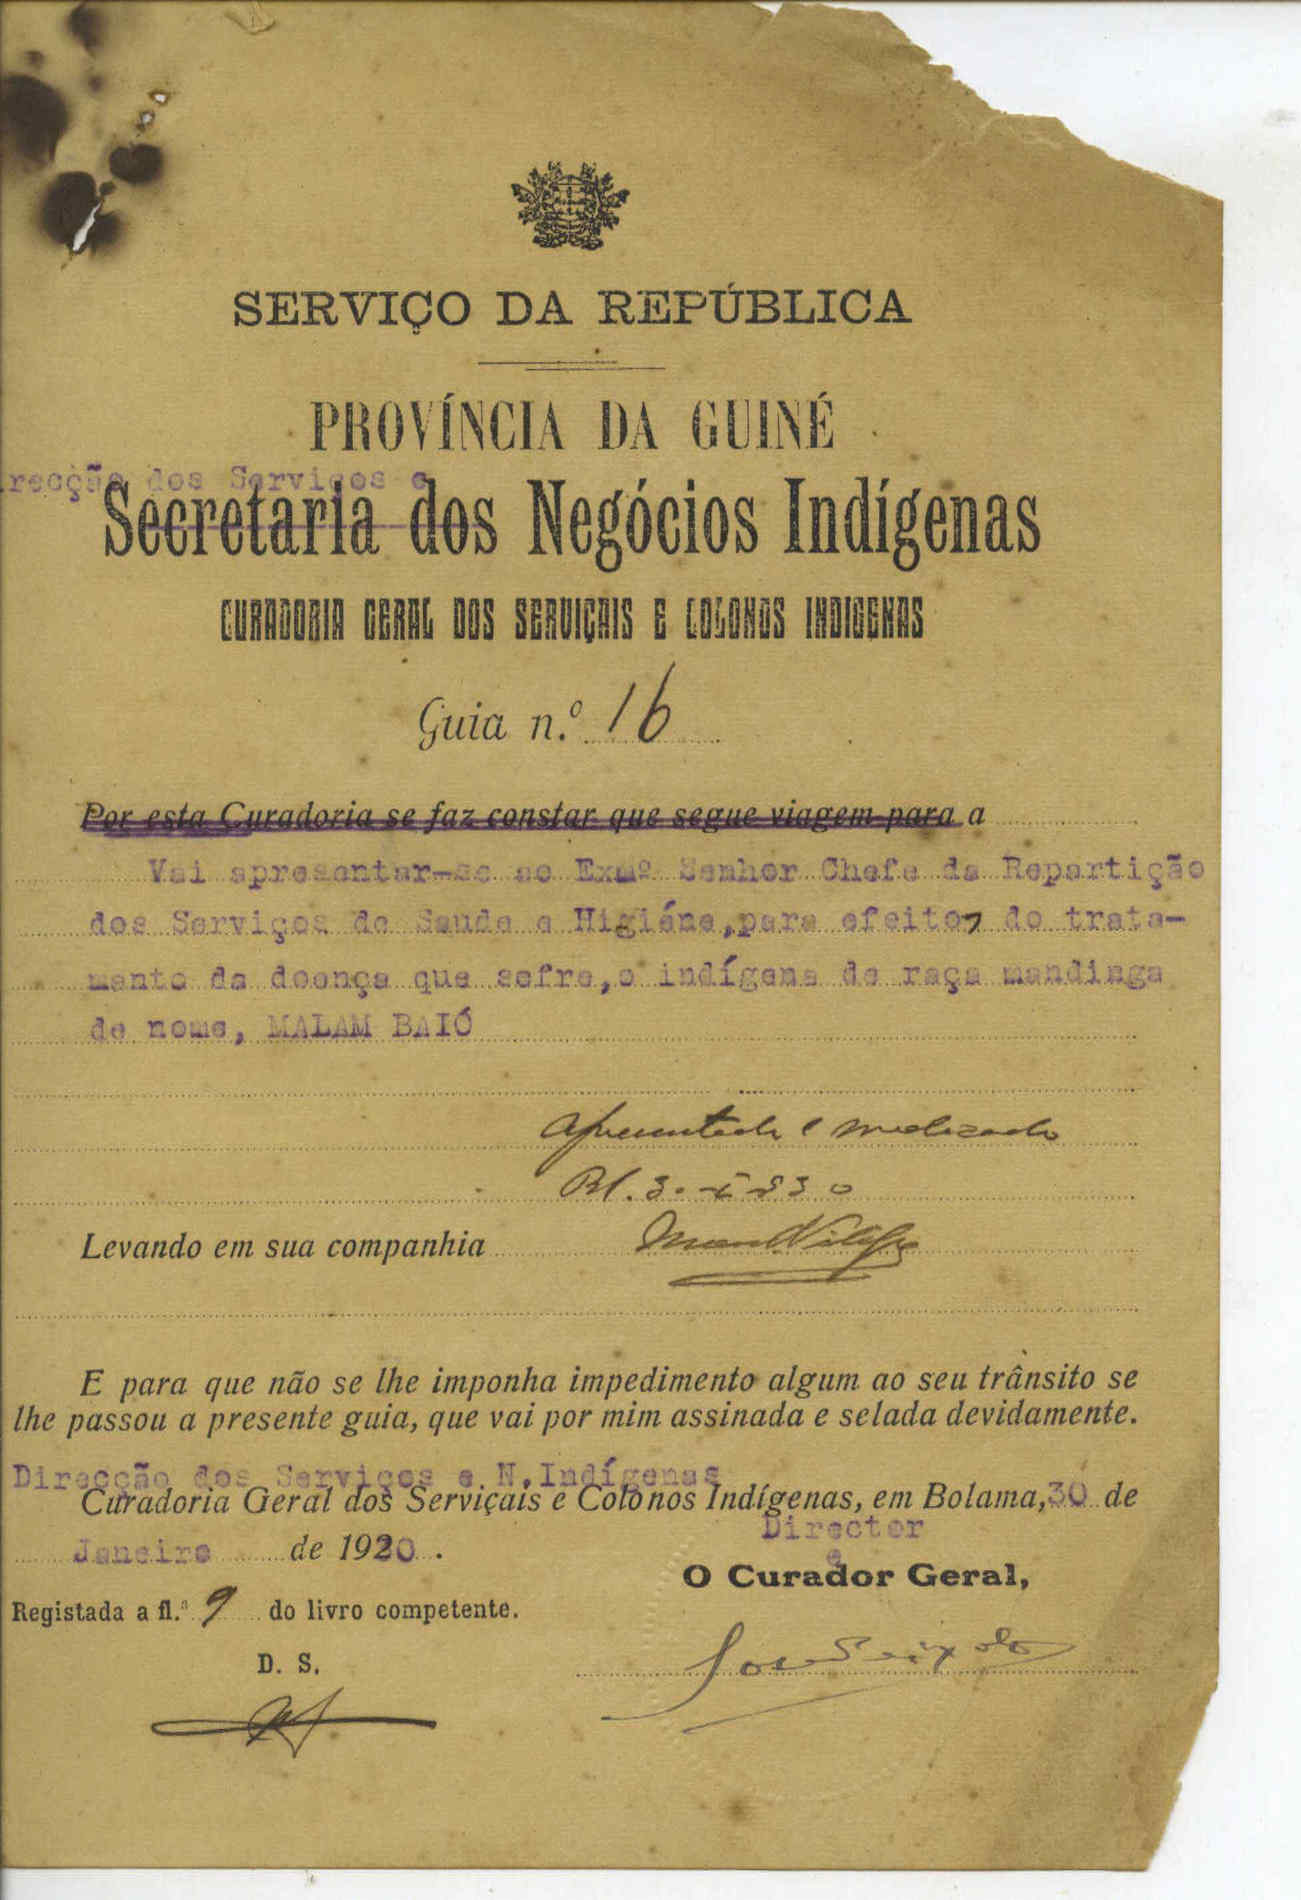 SERVIÇO DA REPÚBLICA
PROVÍNCIA DA GUINÉ
recção dos Serviços e
Secretaria dos Negócios Indígenas
CURADORIA GERAL DOS SERVIÇAIS E COLONOS INDIGENAS
Guia n.º 16
Por esta Curadoria se faz constar que segue viagem para a
Vai apresentar-se ao Exmº Senhor Chefe da Repartição
dos Serviços de Saude e Higiéne, para efeitos do trata-
mento da doença que sofre, o indígena de raça mandinga
de nome, MALAM BAIÓ
Apresentado e medicado
Levando em sua companhia
E para que não se lhe imponha impedimento algum ao seu trânsito se
lhe passou a presente guia, que vai por mim assinada e selada devidamente.
Direcção dos Serviços e N. Indígenas
Curadoria Geral dos Serviçais e Colonos Indígenas, em Bolama, 30 de
Janeiro de 1920.
Director
e
O Curador Geral,
Registada a fl.ª 9 do livro competente.
D. S.